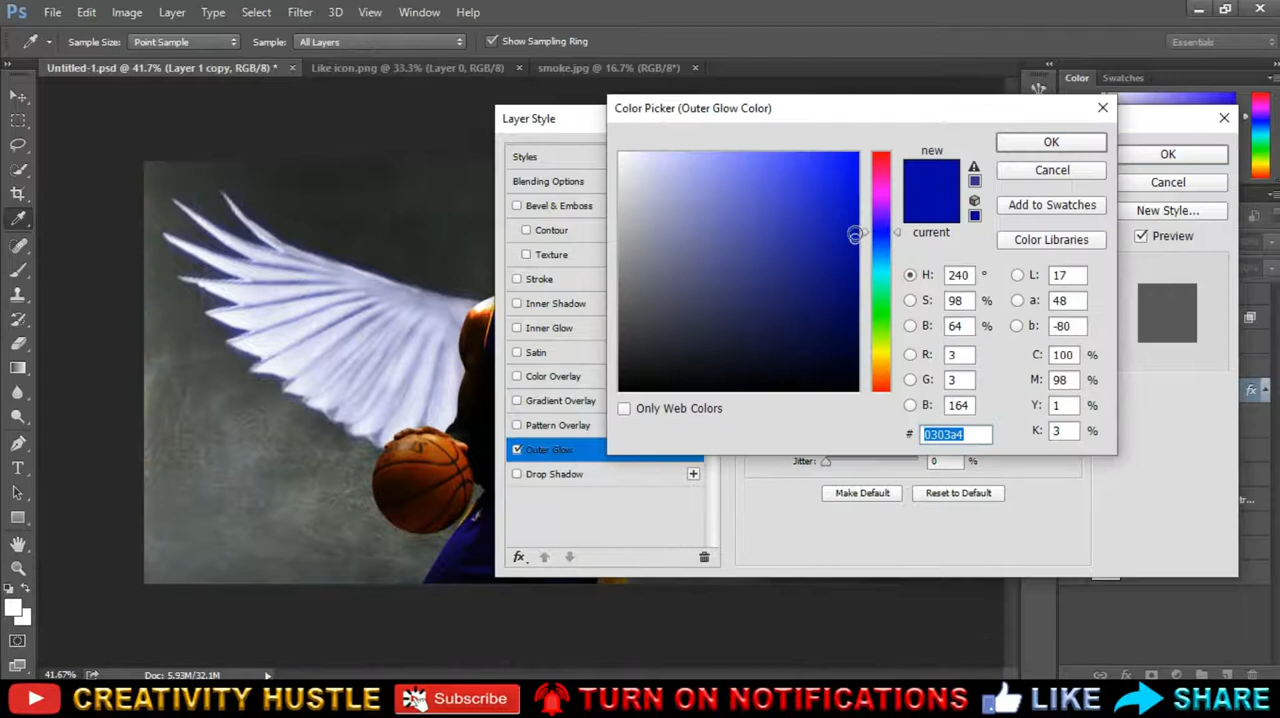 Ps File Edit Image Layer Type Select Filter 3D View Window Help
Sample Size: Point Sample Sample: All Layers Show Sampling Ring Essentials
Untitled-1.psd @ 41.7% (Layer 1 copy, RGB/8) * × Like icon.png @ 33.3% (Layer 0, RGB/8) × smoke.jpg @ 16.7% (RGB/8*) × Color Swatches
Layer Style
Color Picker (Outer Glow Color)
Styles
Blending Options
Bevel & Emboss
Contour
Texture
Stroke
Inner Shadow
Inner Glow
Satin
Color Overlay
Gradient Overlay
Pattern Overlay
Outer Glow
Drop Shadow
fx
new
current
OK
Cancel
Add to Swatches
Color Libraries
H: 240 ° L: 17
S: 98 % a: 48
B: 64 % b: -80
R: 3 C: 100 %
G: 3 M: 98 %
B: 164 Y: 1 %
# 0303a4 K: 3 %
Only Web Colors
Jitter: 0 %
Make Default Reset to Default
OK
Cancel
New Style...
Preview
fx
41.67% Doc: 5.93M/32.1M
CREATIVITY HUSTLE Subscribe TURN ON NOTIFICATIONS LIKE SHARE